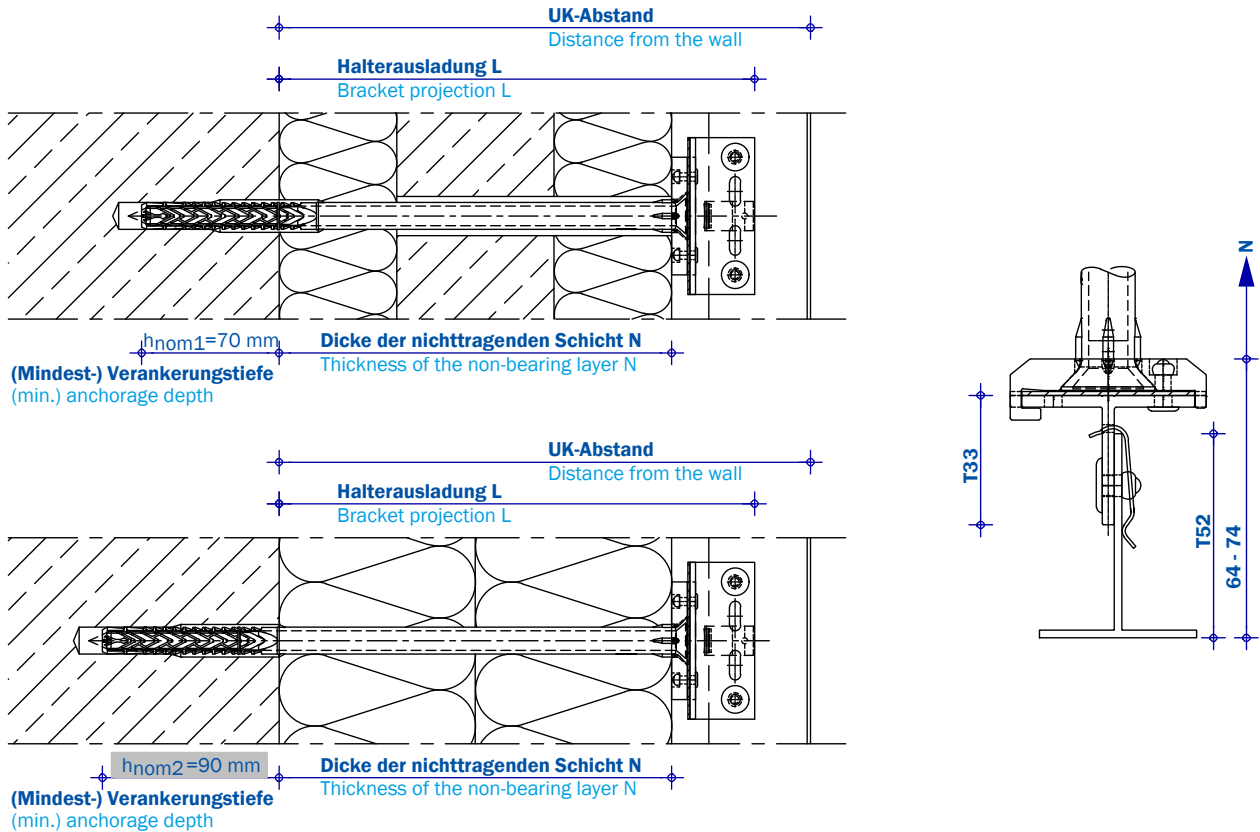 UK-Abstand
Distance from the wall
Halterausladung L
Bracket projection L
hnom1=70 mm
Dicke der nichttragenden Schicht N
Thickness of the non-bearing layer N
(Mindest-) Verankerungstiefe
(min.) anchorage depth
UK-Abstand
Distance from the wall
Halterausladung L
Bracket projection L
hnom2=90 mm
Dicke der nichttragenden Schicht N
Thickness of the non-bearing layer N
(Mindest-) Verankerungstiefe
(min.) anchorage depth
N
T33
T52
64 - 74